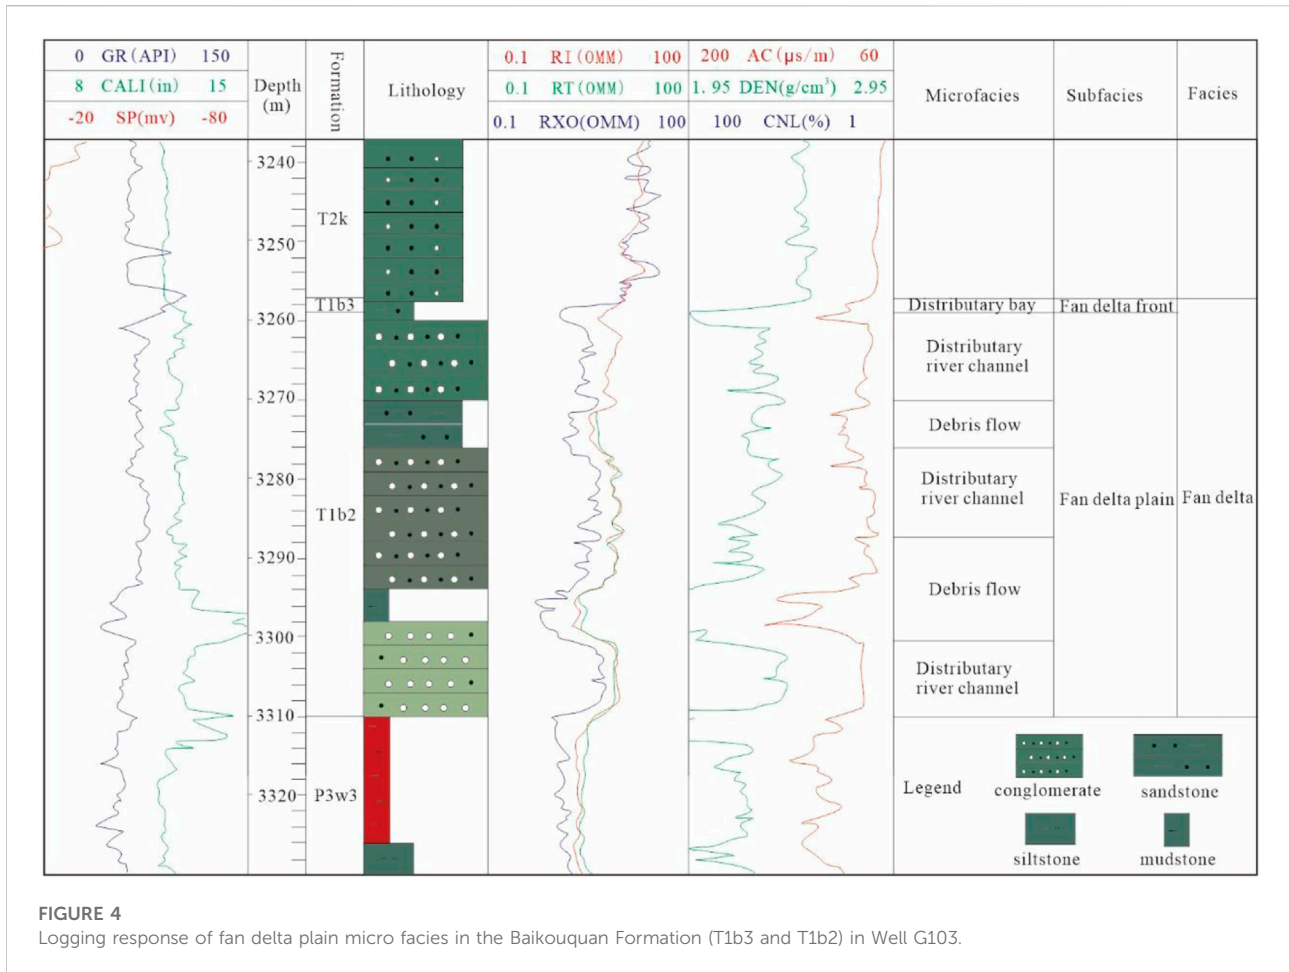 0 GR(API) 150
8 CALI(in) 15
-20 SP(mv) -80
Depth
(m)
Formation
Lithology
0.1 RI(OMM) 100
0.1 RT(OMM) 100
0.1 RXO(OMM) 100
200 AC(μs/m) 60
1.95 DEN(g/cm³) 2.95
100 CNL(%) 1
Microfacies
Subfacies
Facies
3240
3250
3260
3270
3280
3290
3300
3310
3320
T2k
T1b3
T1b2
P3w3
Distributary bay
Distributary
river channel
Debris flow
Distributary
river channel
Debris flow
Distributary
river channel
Fan delta front
Fan delta plain
Fan delta
Legend
conglomerate
sandstone
siltstone
mudstone
FIGURE 4
Logging response of fan delta plain micro facies in the Baikouquan Formation (T1b3 and T1b2) in Well G103.